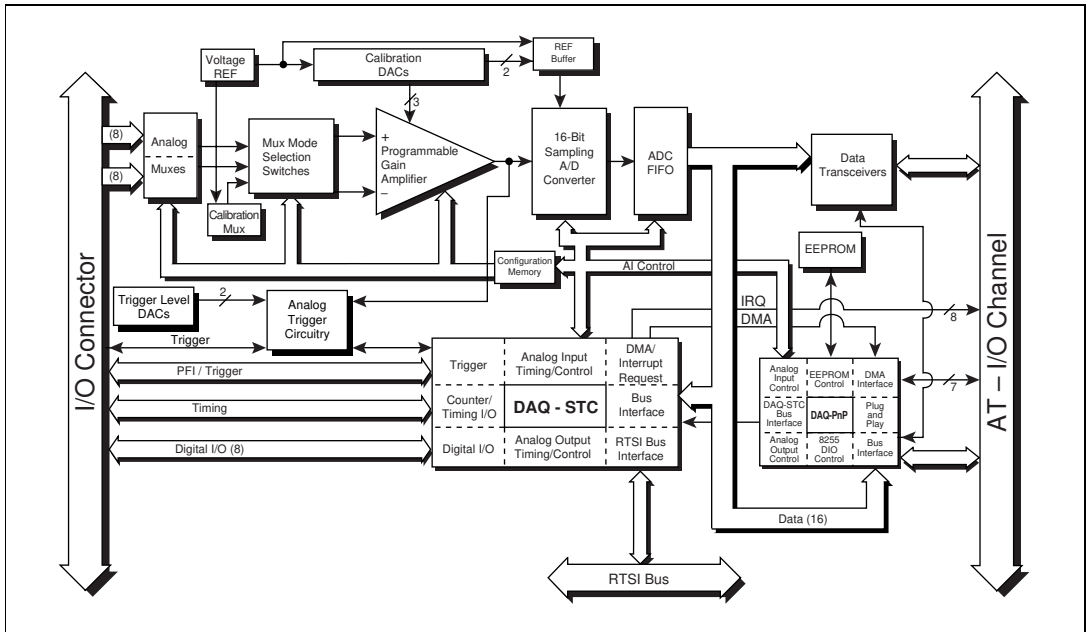 Voltage
REF
Calibration
DACs
2
REF
Buffer
3
(8)
(8)
Analog
Muxes
Mux Mode
Selection
Switches
+
Programmable
Gain
Amplifier
–
16-Bit
Sampling
A/D
Converter
ADC
FIFO
Data
Transceivers
Calibration
Mux
Configuration
Memory
AI Control
EEPROM
I/O Connector
AT – I/O Channel
Trigger Level
DACs
2
Analog
Trigger
Circuitry
IRQ
DMA
8
Trigger
PFI / Trigger
Timing
Digital I/O (8)
Trigger
Analog Input
Timing/Control
DMA/
Interrupt
Request
Counter/
Timing I/O
DAQ - STC
Bus
Interface
Digital I/O
Analog Output
Timing/Control
RTSI Bus
Interface
Analog
Input
Control
EEPROM
Control
DMA
Interface
7
DAQ-STC
Bus
Interface
DAQ-PnP
Plug
and
Play
Analog
Output
Control
8255
DIO
Control
Bus
Interface
Data (16)
RTSI Bus